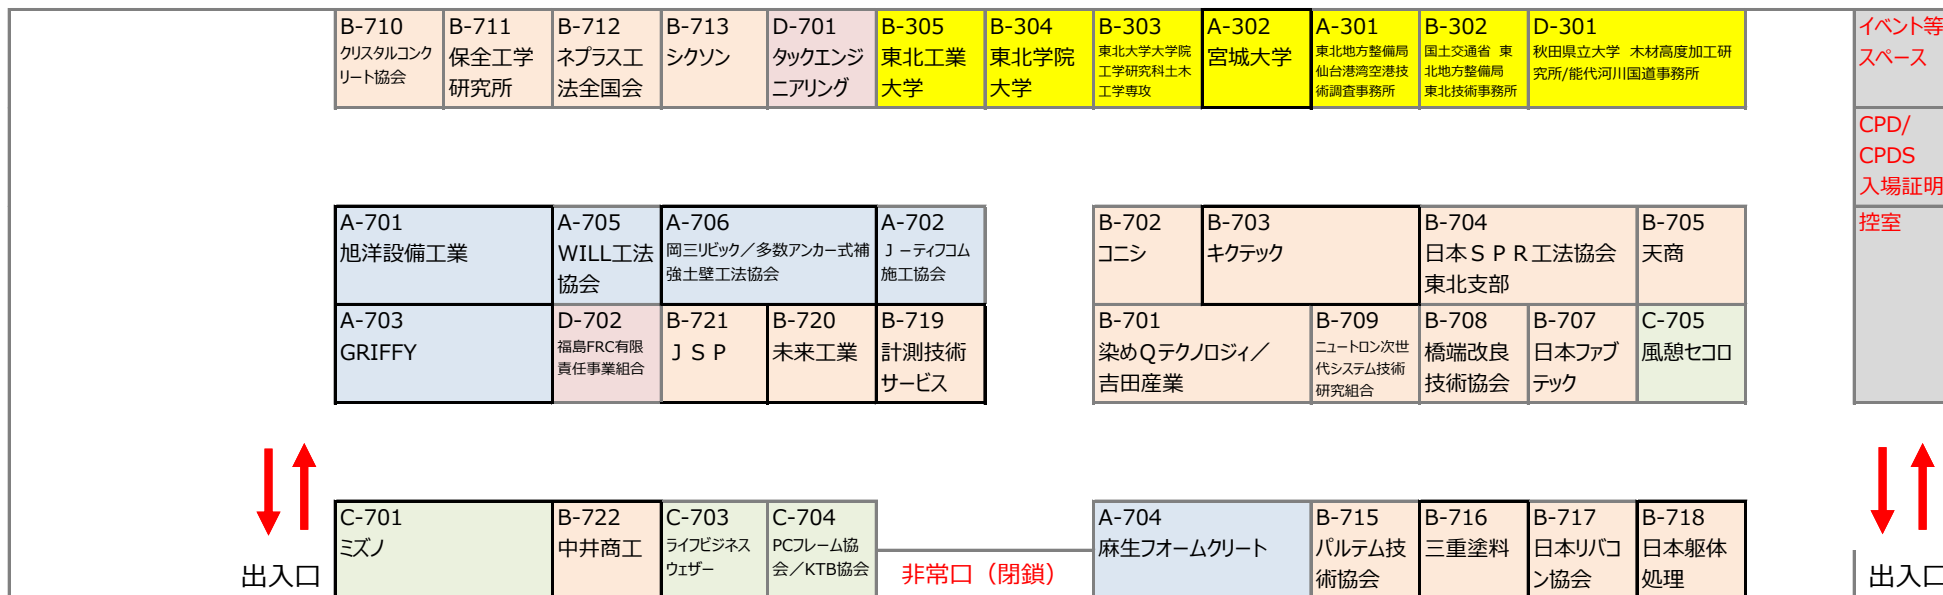 B-710
クリスタルコンク
リート協会
B-711
保全工学
研究所
B-712
ネプラス工
法全国会
B-713
シクソン
D-701
タックエンジ
ニアリング
B-305
東北工業
大学
B-304
東北学院
大学
B-303
東北大学大学院
工学研究科土木
工学専攻
A-302
宮城大学
A-301
東北地方整備局
仙台港湾空港技
術調査事務所
B-302
国土交通省 東
北地方整備局
東北技術事務所
D-301
秋田県立大学 木材高度加工研
究所/能代河川国道事務所
イベント等
スペース
CPD/
CPDS
入場証明
控室
A-701
旭洋設備工業
A-705
WILL工法
協会
A-706
岡三リビック／多数アンカー式補
強土壁工法協会
A-702
Ｊ－ティフコム
施工協会
B-702
コニシ
B-703
キクテック
B-704
日本ＳＰＲ工法協会
東北支部
B-705
天商
A-703
GRIFFY
D-702
福島FRC有限
責任事業組合
B-721
ＪＳＰ
B-720
未来工業
B-719
計測技術
サービス
B-701
染めＱテクノロジィ／
吉田産業
B-709
ニュートロン次世
代システム技術
研究組合
B-708
橋端改良
技術協会
B-707
日本ファブ
テック
C-705
風憩セコロ
C-701
ミズノ
B-722
中井商工
C-703
ライフビジネス
ウェザー
C-704
PCフレーム協
会／KTB協会
A-704
麻生フオームクリート
B-715
パルテム技
術協会
B-716
三重塗料
B-717
日本リバコ
ン協会
B-718
日本躯体
処理
出入口
非常口（閉鎖）
出入口